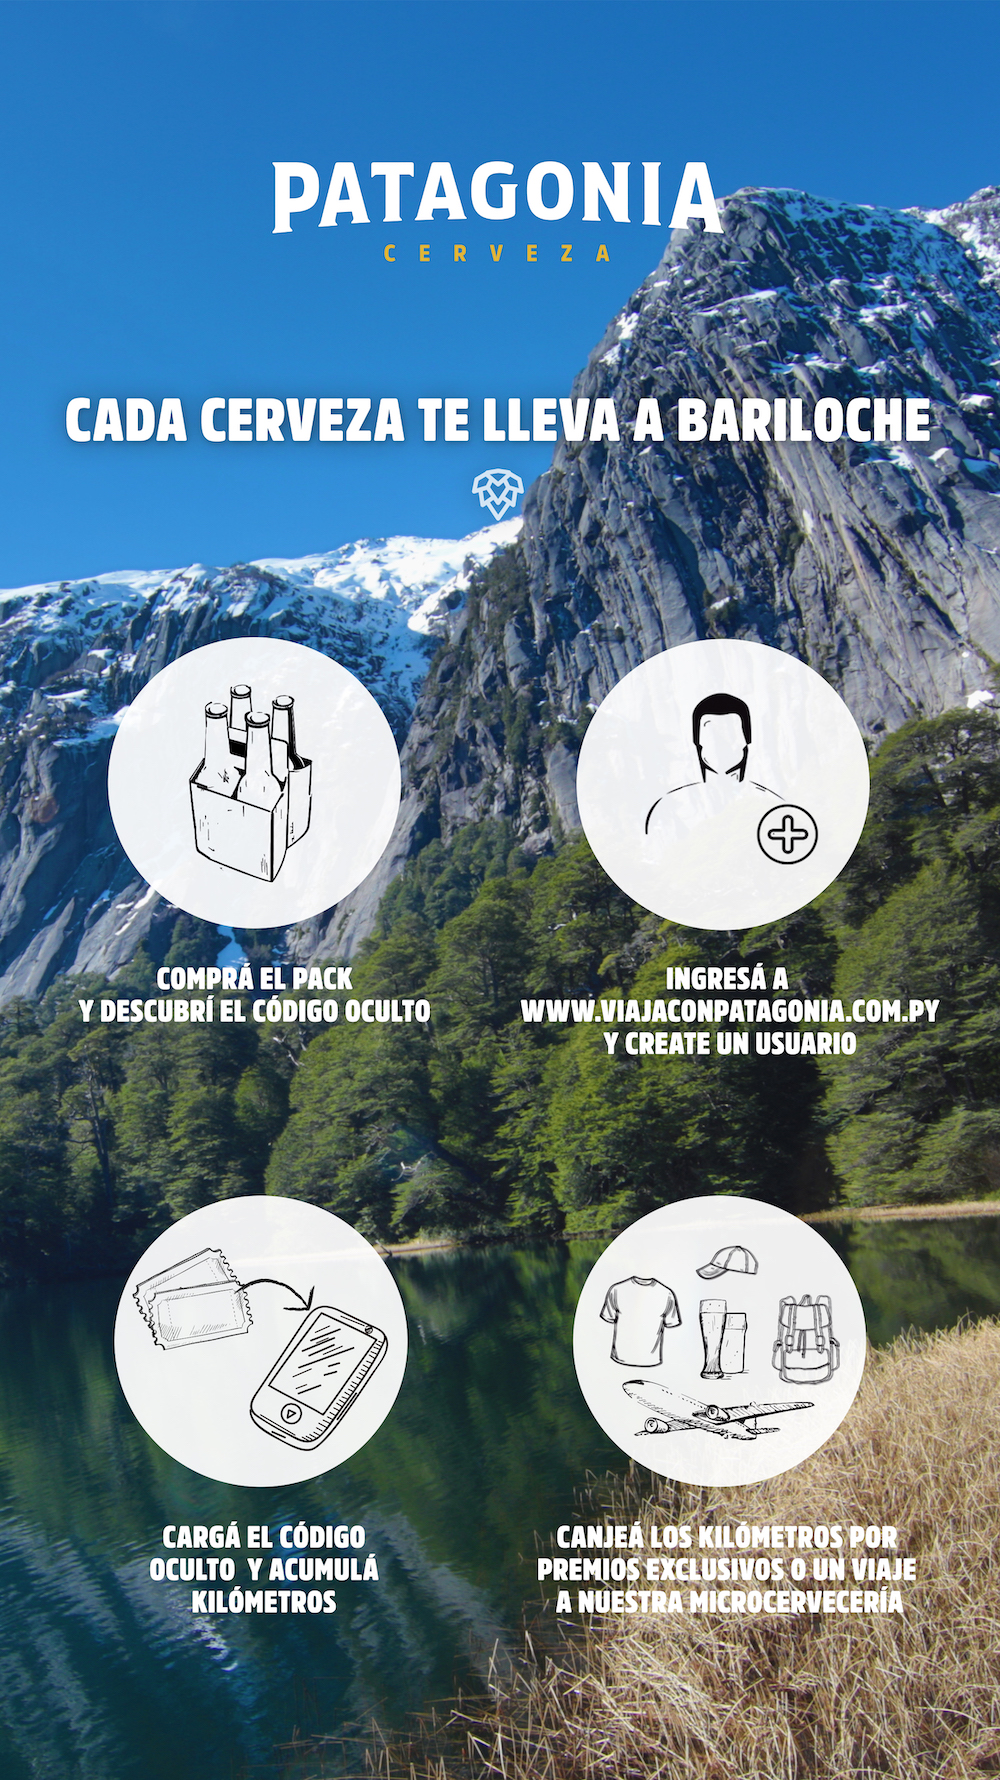 PATAGONIA
CERVEZA
CADA CERVEZA TE LLEVA A BARILOCHE
COMPRÁ EL PACK
Y DESCUBRÍ EL CÓDIGO OCULTO
INGRESÁ A
WWW.VIAJACONPATAGONIA.COM.PY
Y CREATE UN USUARIO
CARGÁ EL CÓDIGO
OCULTO Y ACUMULÁ
KILÓMETROS
CANJEÁ LOS KILÓMETROS POR
PREMIOS EXCLUSIVOS O UN VIAJE
A NUESTRA MICROCERVECERÍA